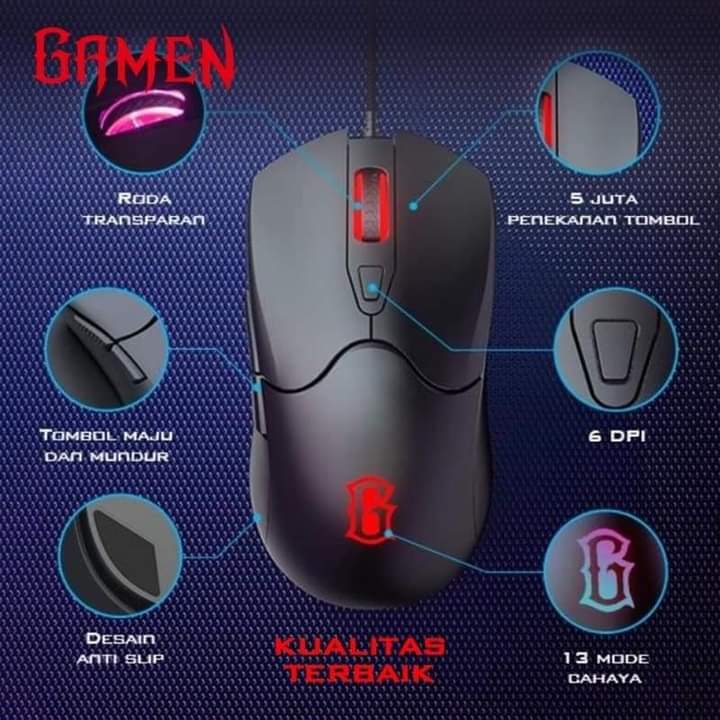 GAMEN
RODA
TRANSPARAN
5 JUTA
PENEKANAN TOMBOL
TOMBOL MAJU
DAN MUNDUR
6 DPI
G
G
DESAIN
ANTI SLIP
KUALITAS
TERBAIK
13 MODE
CAHAYA